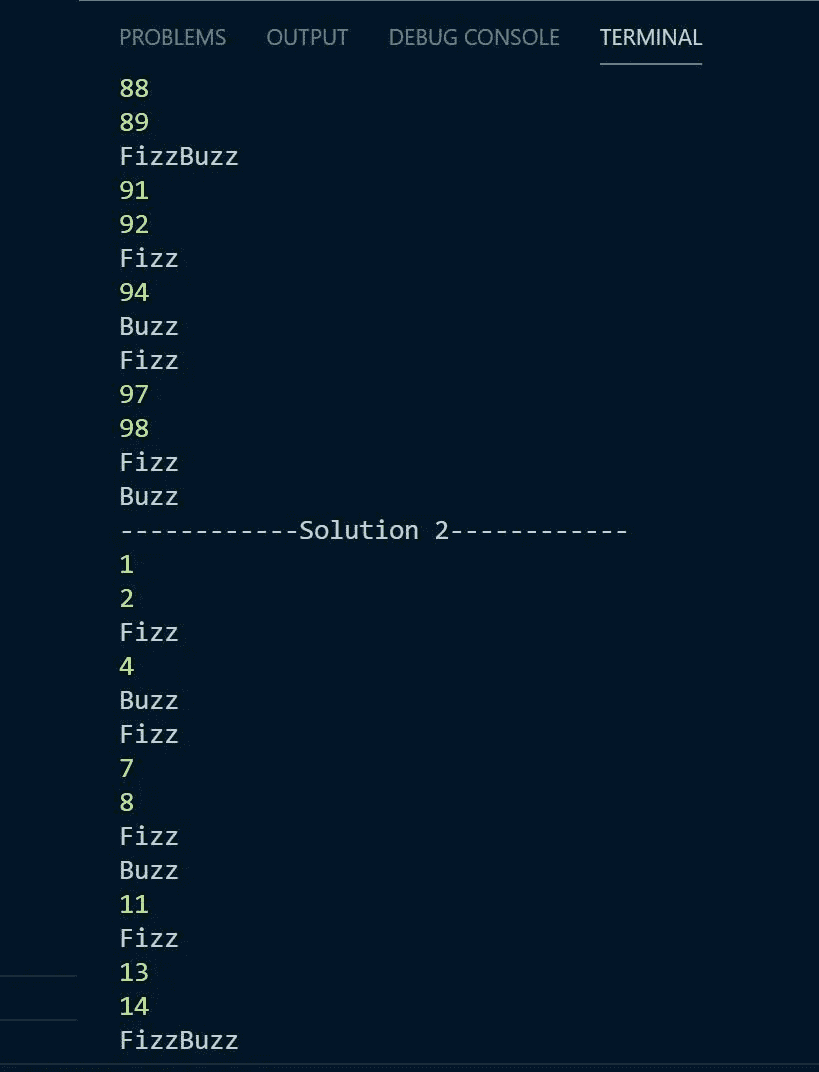 PROBLEMS OUTPUT DEBUG CONSOLE TERMINAL
88
89
FizzBuzz
91
92
Fizz
94
Buzz
Fizz
97
98
Fizz
Buzz
------------Solution 2------------
1
2
Fizz
4
Buzz
Fizz
7
8
Fizz
Buzz
11
Fizz
13
14
FizzBuzz